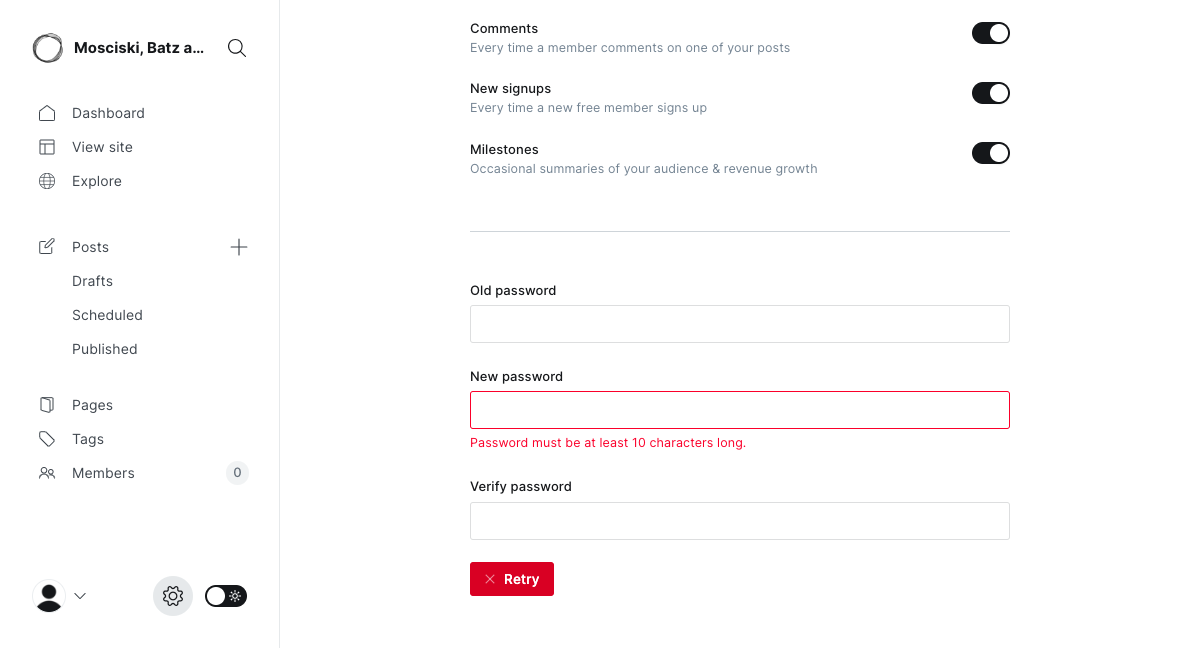 Mosciski, Batz a...
Dashboard
View site
Explore
Posts
Drafts
Scheduled
Published
Pages
Tags
Members
0
Comments
Every time a member comments on one of your posts
New signups
Every time a new free member signs up
Milestones
Occasional summaries of your audience & revenue growth
Old password
New password
Password must be at least 10 characters long.
Verify password
Retry